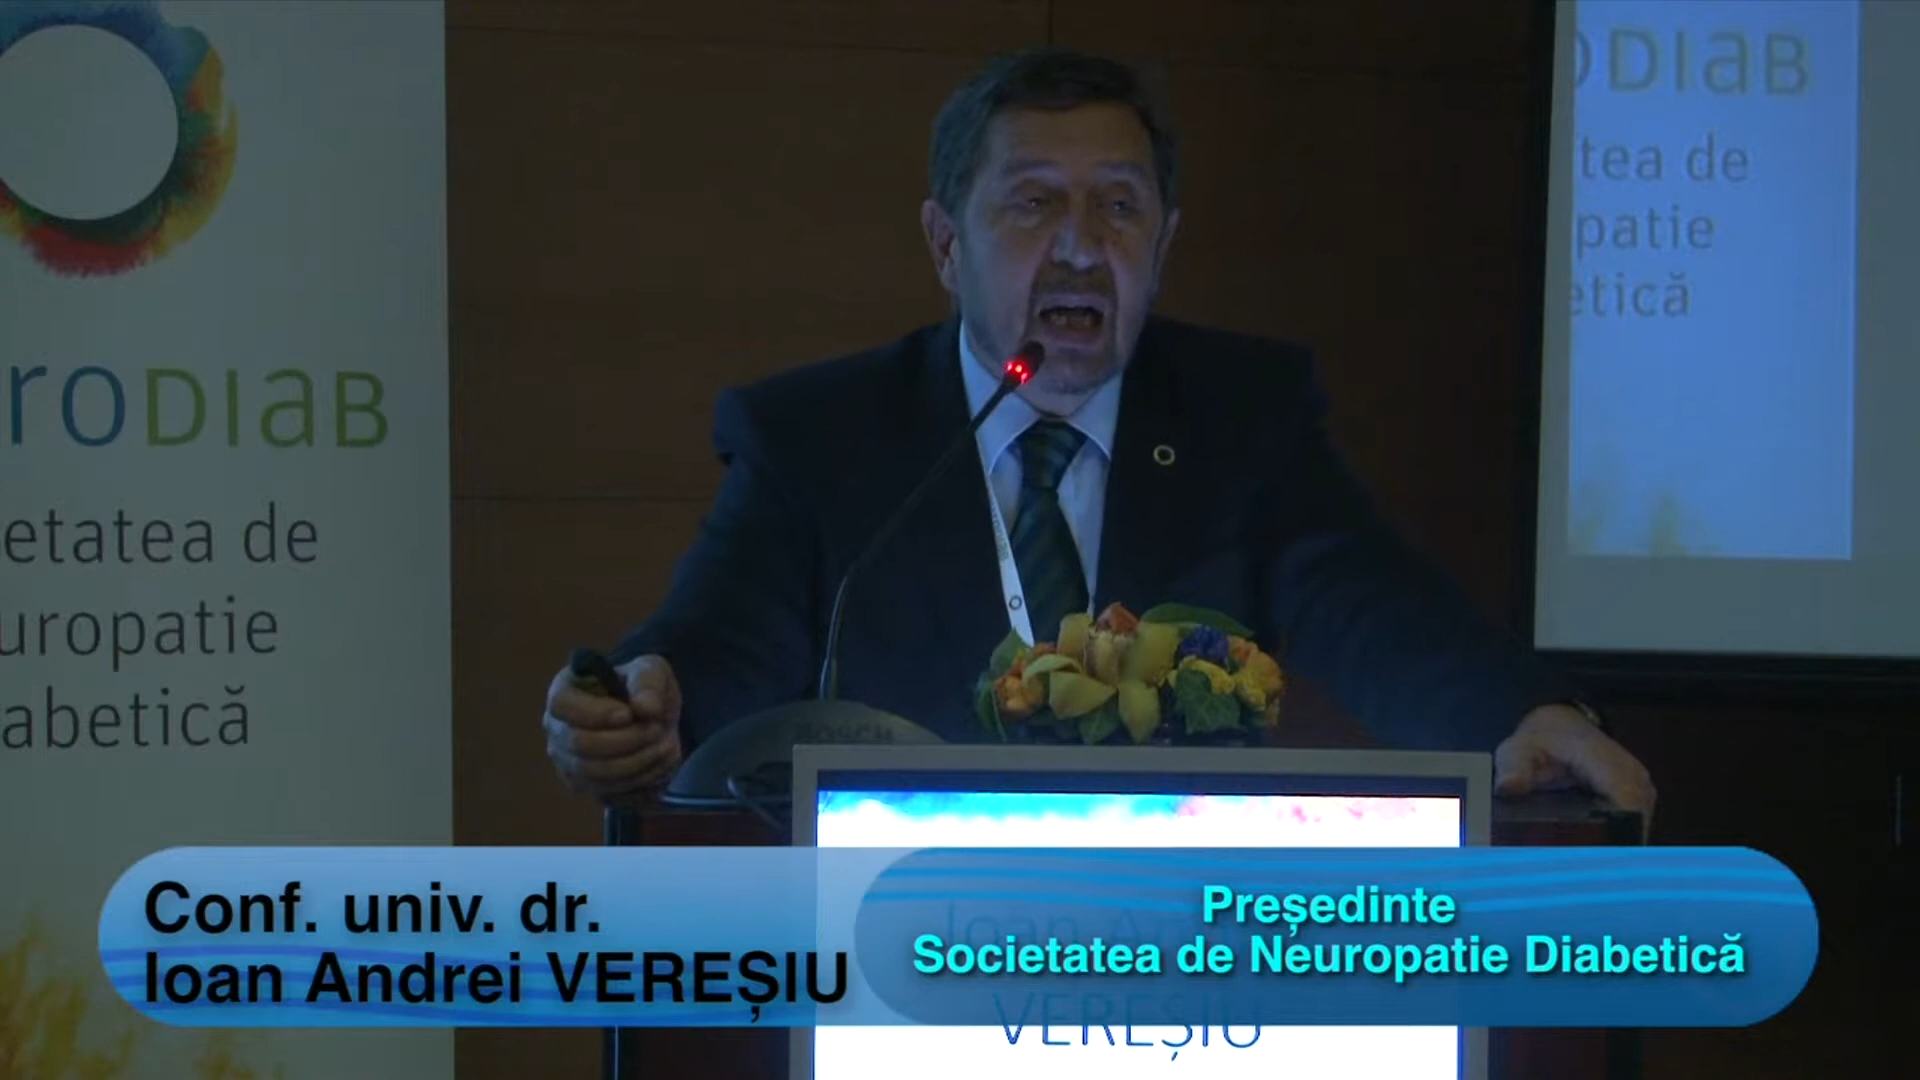 roDIaB
etatea de
uropatie
abetică
DIaB
tea de
patie
etică
BOSCH
Conf. univ. dr.
Ioan Andrei VEREȘIU
Președinte
Societatea de Neuropatie Diabetică
VEREȘIU